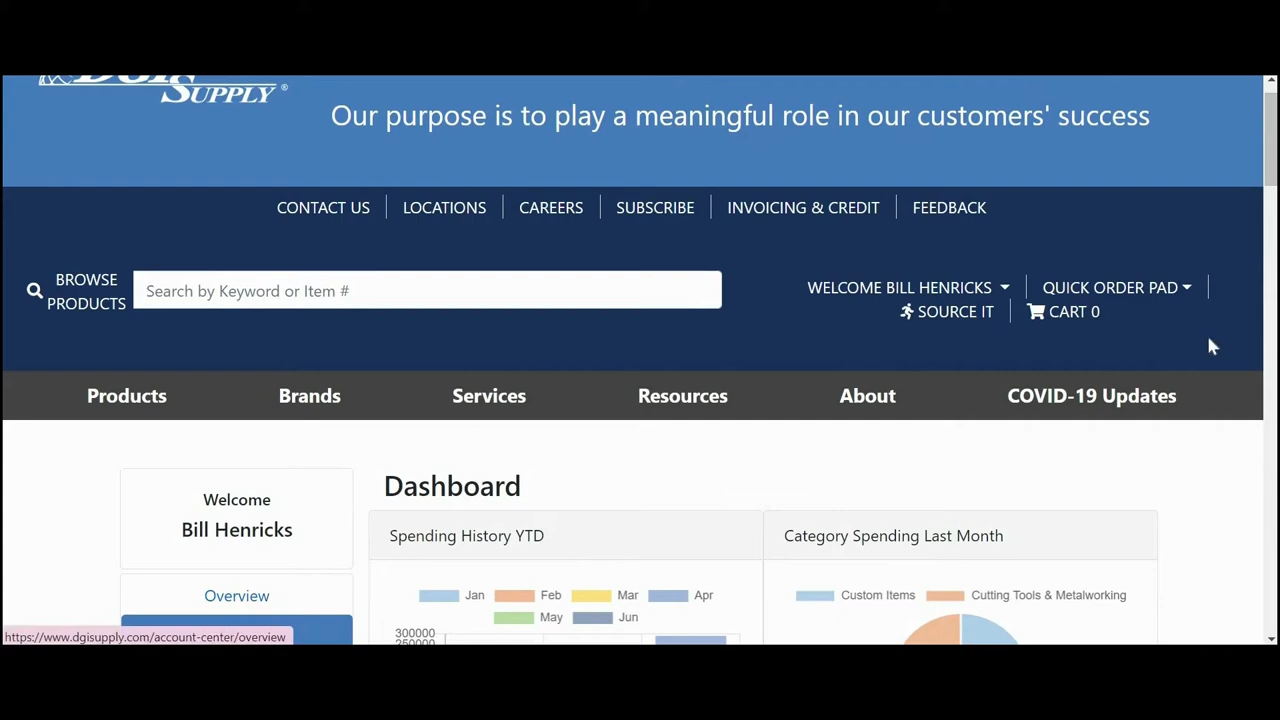 SUPPLY ®
Our purpose is to play a meaningful role in our customers' success
CONTACT US
LOCATIONS
CAREERS
SUBSCRIBE
INVOICING & CREDIT
FEEDBACK
BROWSE
PRODUCTS
Search by Keyword or Item #
WELCOME BILL HENRICKS
QUICK ORDER PAD
SOURCE IT
CART 0
Products
Brands
Services
Resources
About
COVID-19 Updates
Welcome
Bill Henricks
Overview
Dashboard
Spending History YTD
Jan Feb Mar Apr
May Jun
300000
250000
Category Spending Last Month
Custom Items Cutting Tools & Metalworking
https://www.dgisupply.com/account-center/overview